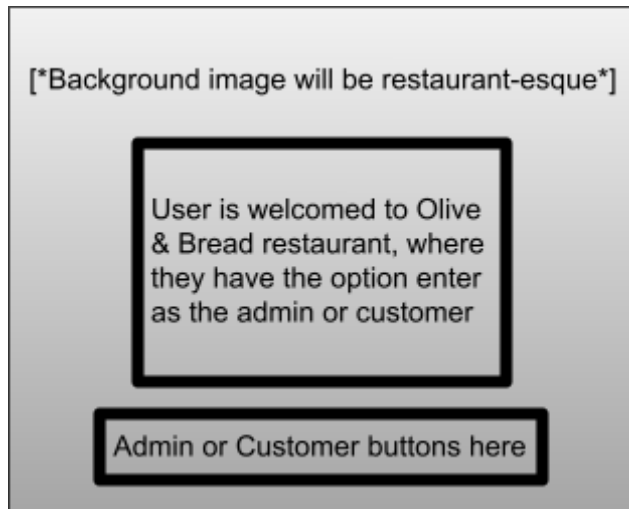 [*Background image will be restaurant-esque*]
User is welcomed to Olive
& Bread restaurant, where
they have the option enter
as the admin or customer
Admin or Customer buttons here